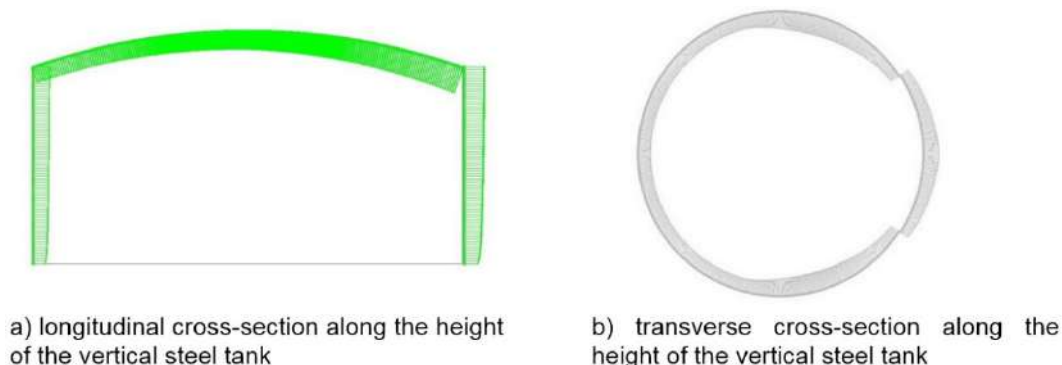 a) longitudinal cross-section along the height
of the vertical steel tank
b) transverse cross-section along the
height of the vertical steel tank